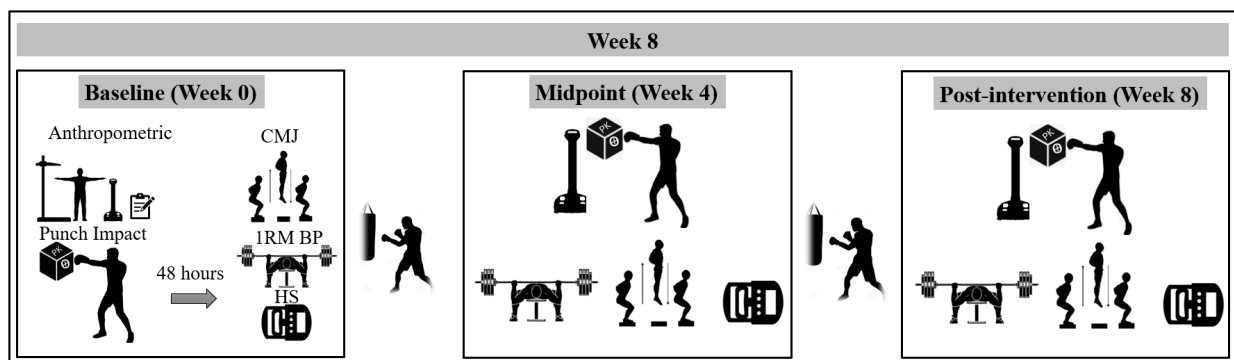 Week 8
Baseline (Week 0)
Anthropometric
CMJ
PK
Punch Impact
1RM BP
48 hours
HS
Midpoint (Week 4)
PK
Post-intervention (Week 8)
PK